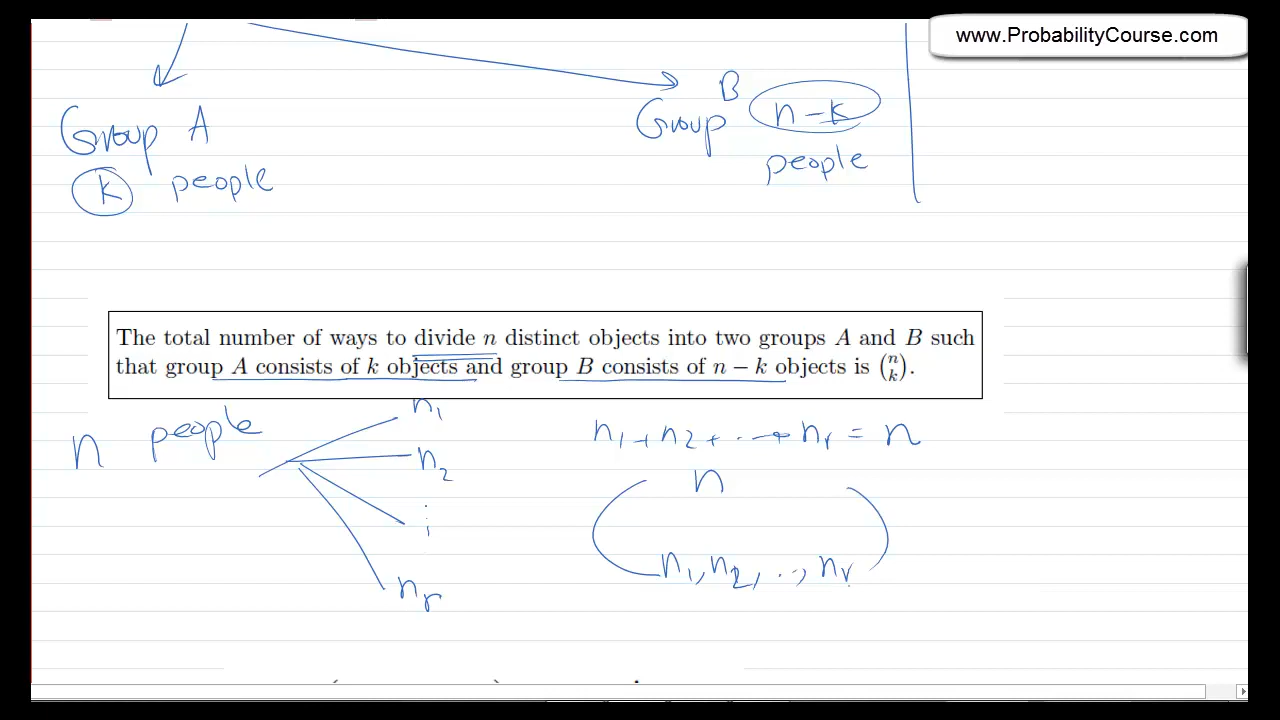 www.ProbabilityCourse.com
Group A
k people
Group B n - k
people
The total number of ways to divide n distinct objects into two groups A and B such
that group A consists of k objects and group B consists of n − k objects is (n k).
n people
n1
n2
⋮
nr
n1 + n2 + ... + nr = n
( n
n1, n2, ..., nr )